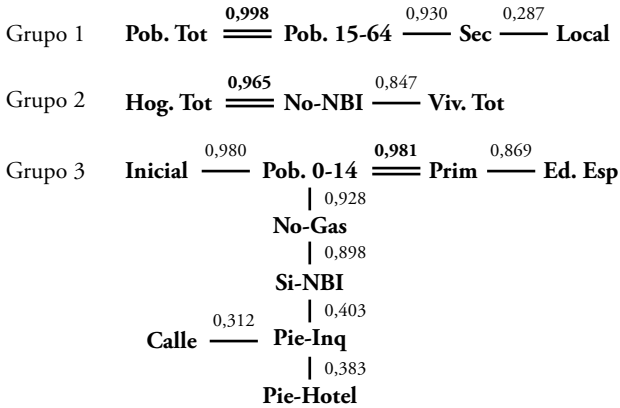 0,998 0,930 0,287
Grupo 1 Pob. Tot Pob. 15-64 Sec Local
0,965 0,847
Grupo 2 Hog. Tot No-NBI Viv. Tot
0,980 0,981 0,869
Grupo 3 Inicial Pob. 0-14 Prim Ed. Esp
0,928
No-Gas
0,898
Si-NBI
0,403
0,312
Calle Pie-Inq
0,383
Pie-Hotel